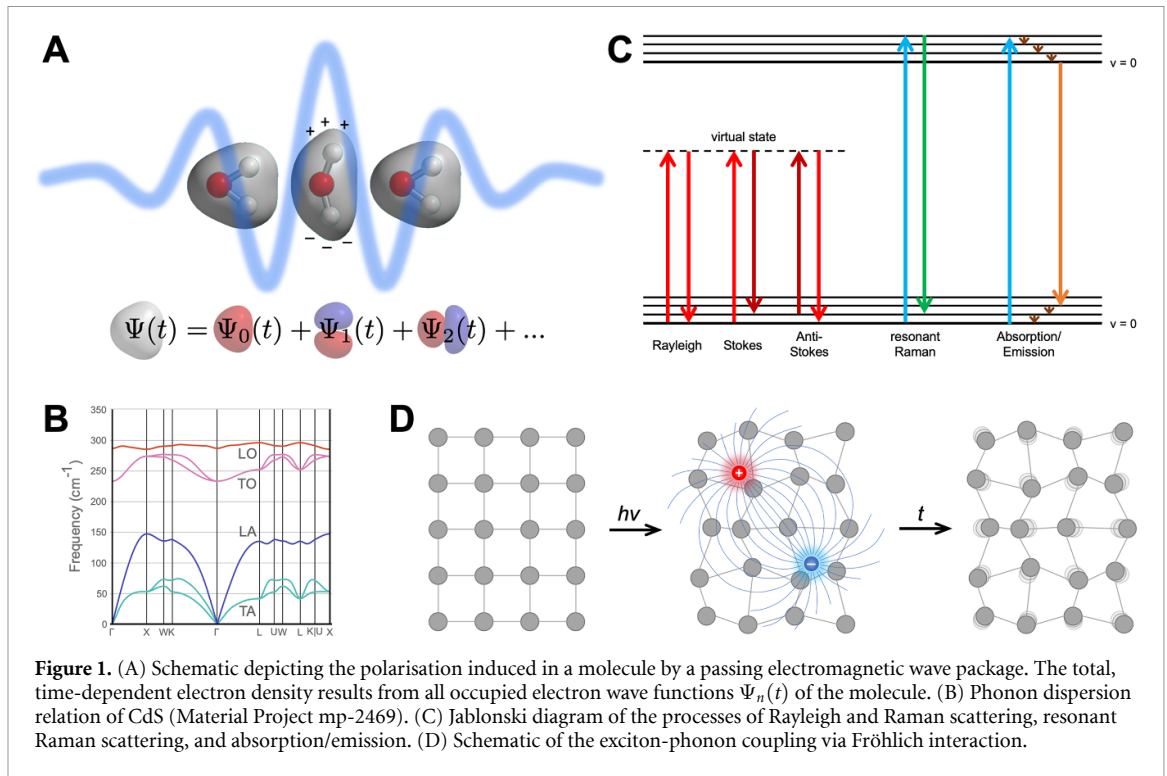 A
+ + +
− − −
Ψ(t) = Ψ₀(t) + Ψ₁(t) + Ψ₂(t) + ...
C
v = 0
virtual state
v = 0
Rayleigh
Stokes
Anti-
Stokes
resonant
Raman
Absorption/
Emission
B
350
300
250
200
150
100
50
0
Frequency (cm⁻¹)
LO
TO
LA
TA
Γ X W K Γ L U W L K|U X
D
+
−
hν
t
Figure 1. (A) Schematic depicting the polarisation induced in a molecule by a passing electromagnetic wave package. The total,
time-dependent electron density results from all occupied electron wave functions Ψₙ(t) of the molecule. (B) Phonon dispersion
relation of CdS (Material Project mp-2469). (C) Jablonski diagram of the processes of Rayleigh and Raman scattering, resonant
Raman scattering, and absorption/emission. (D) Schematic of the exciton-phonon coupling via Fröhlich interaction.